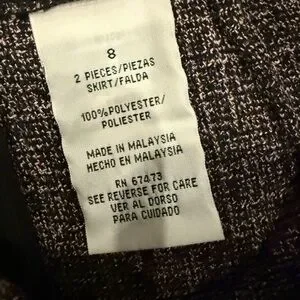 8
2 PIECES/PIEZAS
SKIRT/FALDA
100%POLYESTER/
POLIESTER
MADE IN MALAYSIA
HECHO EN MALAYSIA
RN 67473
SEE REVERSE FOR CARE
VER AL DORSO
PARA CUIDADO